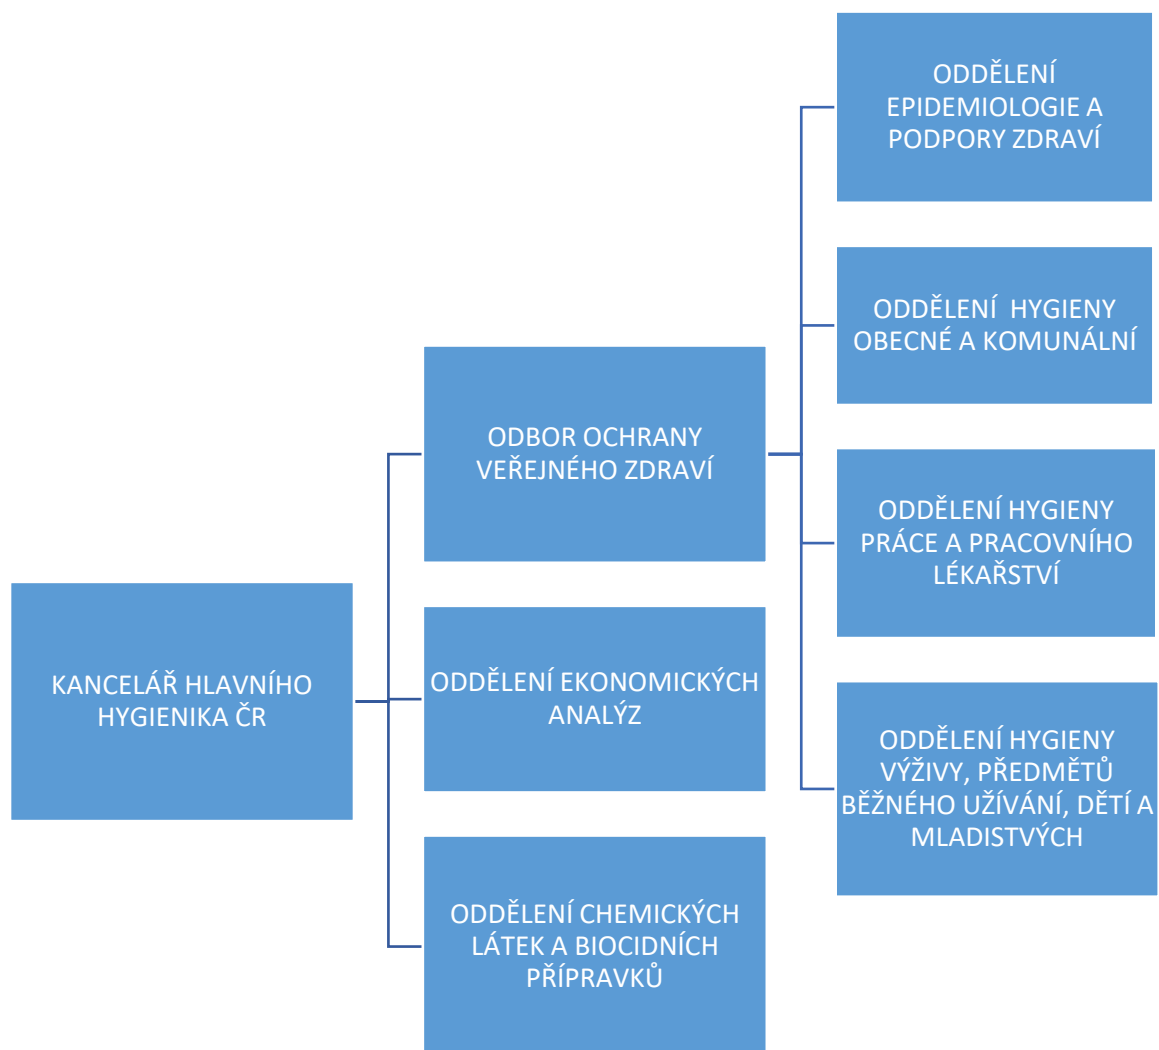 KANCELÁŘ HLAVNÍHO
HYGIENIKA ČR
ODBOR OCHRANY
VEŘEJNÉHO ZDRAVÍ
ODDĚLENÍ EPIDEMIOLOGIE A
PODPORY ZDRAVÍ
ODDĚLENÍ HYGIENY
OBECNÉ A KOMUNÁLNÍ
ODDĚLENÍ HYGIENY
PRÁCE A PRACOVNÍHO
LÉKAŘSTVÍ
ODDĚLENÍ HYGIENY
VÝŽIVY, PŘEDMĚTŮ
BĚŽNÉHO UŽÍVÁNÍ, DĚTÍ A
MLADISTVÝCH
ODDĚLENÍ EKONOMICKÝCH
ANALÝZ
ODDĚLENÍ CHEMICKÝCH
LÁTEK A BIOCIDNÍCH
PŘÍPRAVKŮ